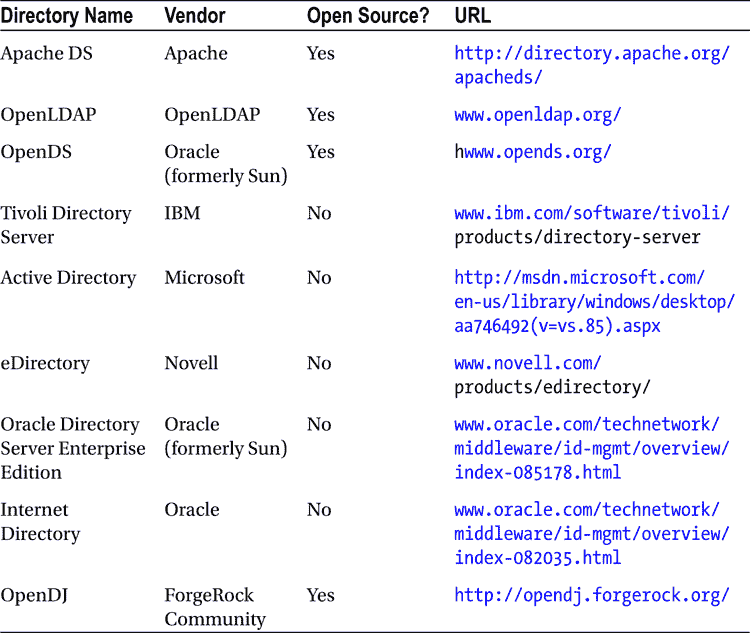 Directory Name Vendor Open Source? URL
Apache DS Apache Yes http://directory.apache.org/
apacheds/
OpenLDAP OpenLDAP Yes www.openldap.org/
OpenDS Oracle Yes hwww.opends.org/
(formerly Sun)
Tivoli Directory IBM No www.ibm.com/software/tivoli/
Server products/directory-server
Active Directory Microsoft No http://msdn.microsoft.com/
en-us/library/windows/desktop/
aa746492(v=vs.85).aspx
eDirectory Novell No www.novell.com/
products/edirectory/
Oracle Directory Oracle No www.oracle.com/technetwork/
Server Enterprise (formerly Sun) middleware/id-mgmt/overview/
Edition index-085178.html
Internet Oracle No www.oracle.com/technetwork/
Directory middleware/id-mgmt/overview/
index-082035.html
OpenDJ ForgeRock Yes http://opendj.forgerock.org/
Community